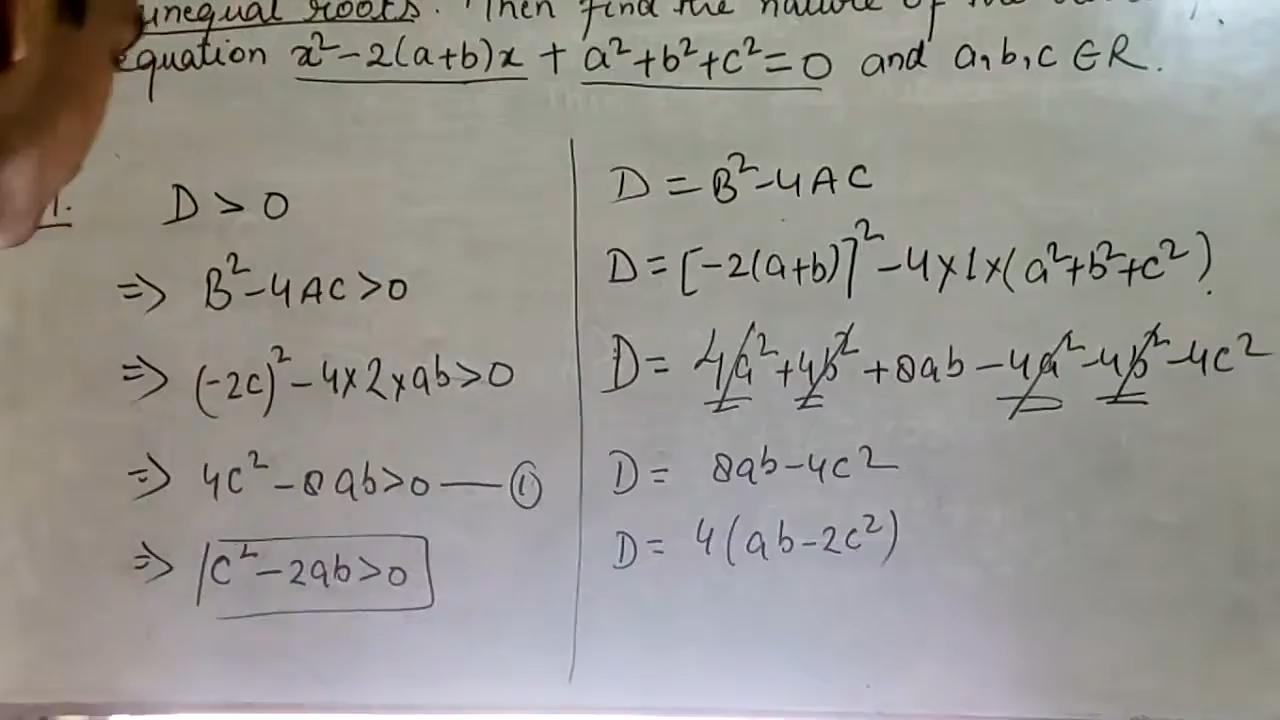 unequal roots. Then find the nature of the
equation x²-2(a+b)x + a²+b²+c²=0 and a,b,c ∈ R.
1. D > 0
=> B²-4AC>0
=> (-2c)²-4×2×ab>0
=> 4c²-8ab>0 — ①
=> c²-2ab>0
D = B²-4AC
D = [-2(a+b)]²-4×1×(a²+b²+c²).
D = 4a²+4b²+8ab-4a²-4b²-4c²
D = 8ab-4c²
D = 4(ab-2c²)